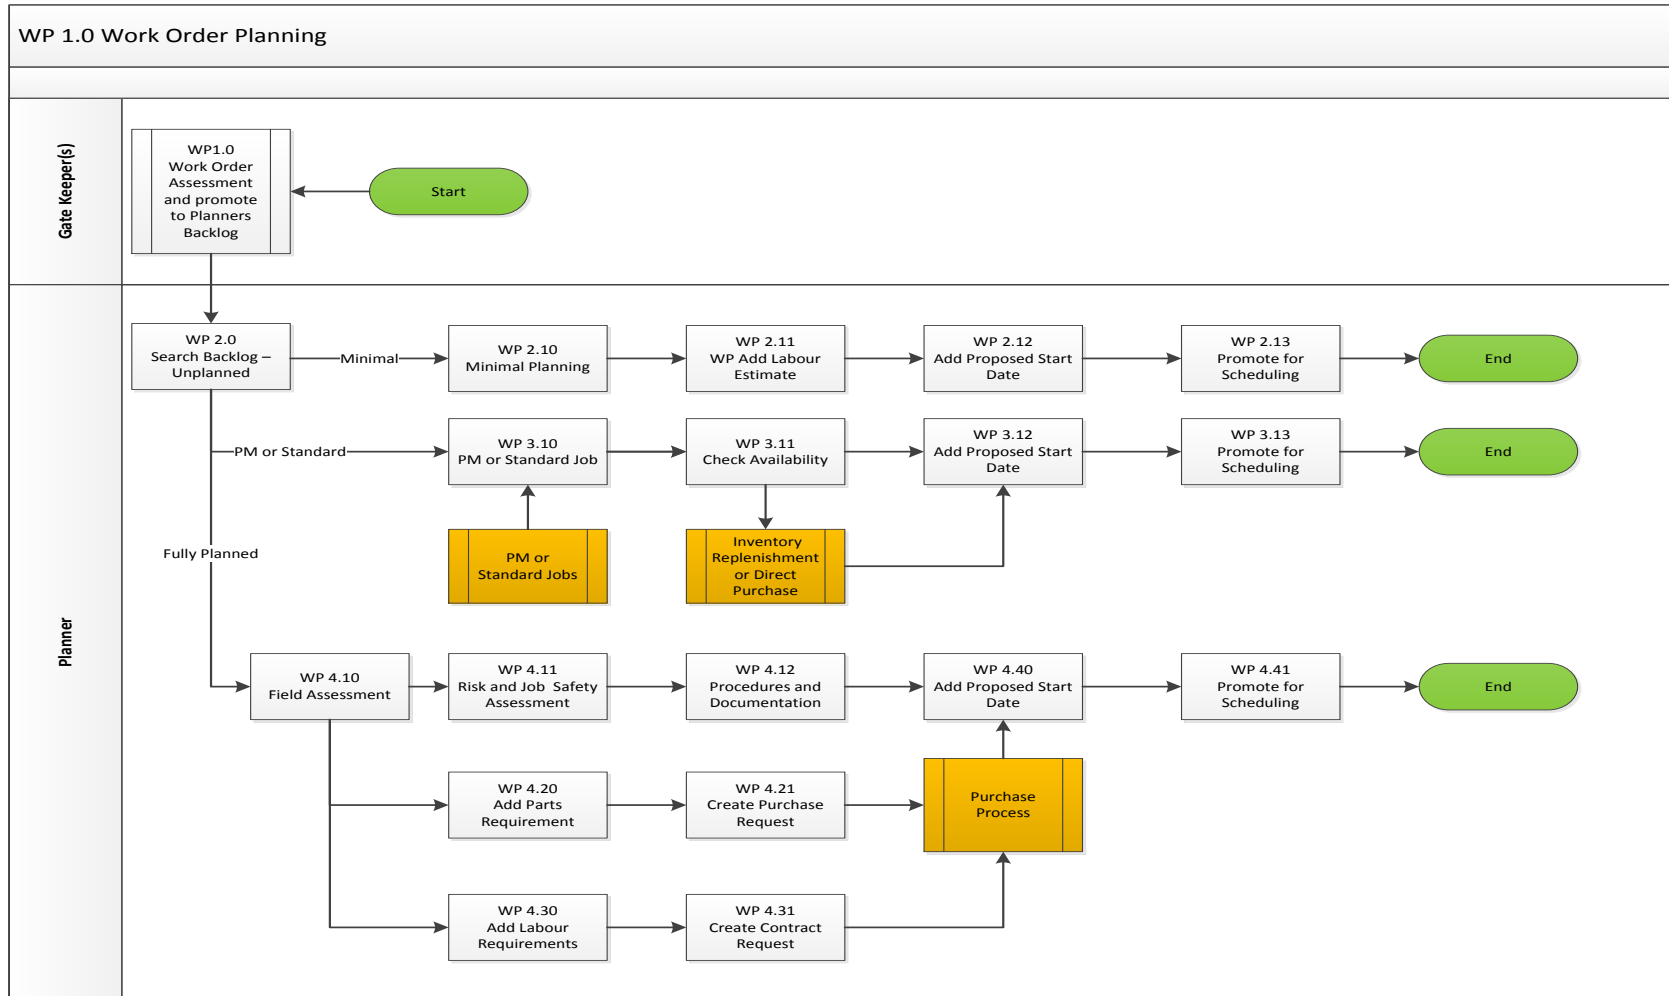 WP 1.0 Work Order Planning
Gate Keeper(s)
WP1.0
Work Order
Assessment
and promote
to Planners
Backlog
Start
Planner
WP 2.0
Search Backlog –
Unplanned
Minimal
WP 2.10
Minimal Planning
WP 2.11
WP Add Labour
Estimate
WP 2.12
Add Proposed Start
Date
WP 2.13
Promote for
Scheduling
End
PM or Standard
WP 3.10
PM or Standard Job
WP 3.11
Check Availability
WP 3.12
Add Proposed Start
Date
WP 3.13
Promote for
Scheduling
End
Fully Planned
PM or
Standard Jobs
Inventory
Replenishment
or Direct
Purchase
WP 4.10
Field Assessment
WP 4.11
Risk and Job  Safety
Assessment
WP 4.12
Procedures and
Documentation
WP 4.40
Add Proposed Start
Date
WP 4.41
Promote for
Scheduling
End
WP 4.20
Add Parts
Requirement
WP 4.21
Create Purchase
Request
Purchase
Process
WP 4.30
Add Labour
Requirements
WP 4.31
Create Contract
Request